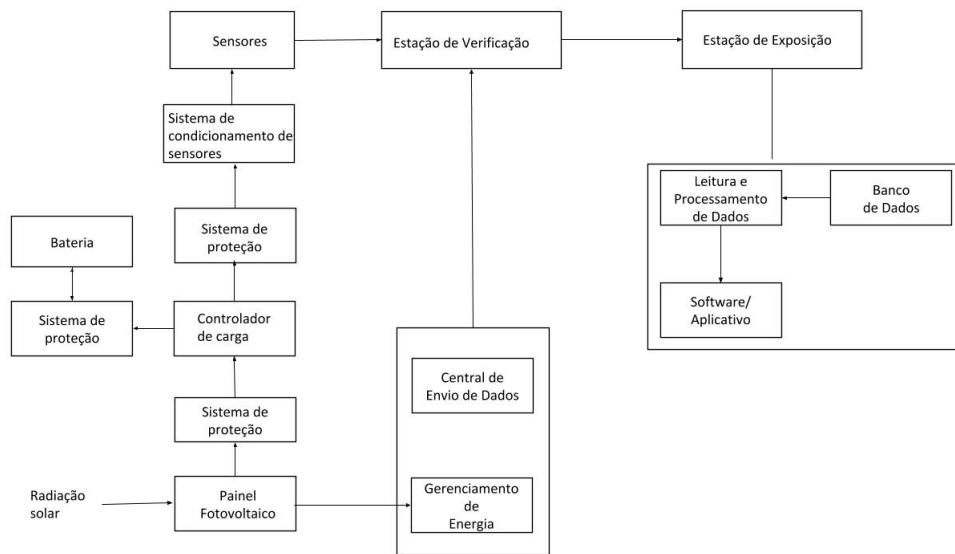 Sensores
Estação de Verificação
Estação de Exposição
Sistema de
condicionamento de
sensores
Leitura e
Processamento
de Dados
Banco
de Dados
Sistema de
proteção
Bateria
Sistema de
proteção
Controlador
de carga
Software/
Aplicativo
Central de
Envio de Dados
Sistema de
proteção
Radiação
solar
Painel
Fotovoltaico
Gerenciamento
de
Energia